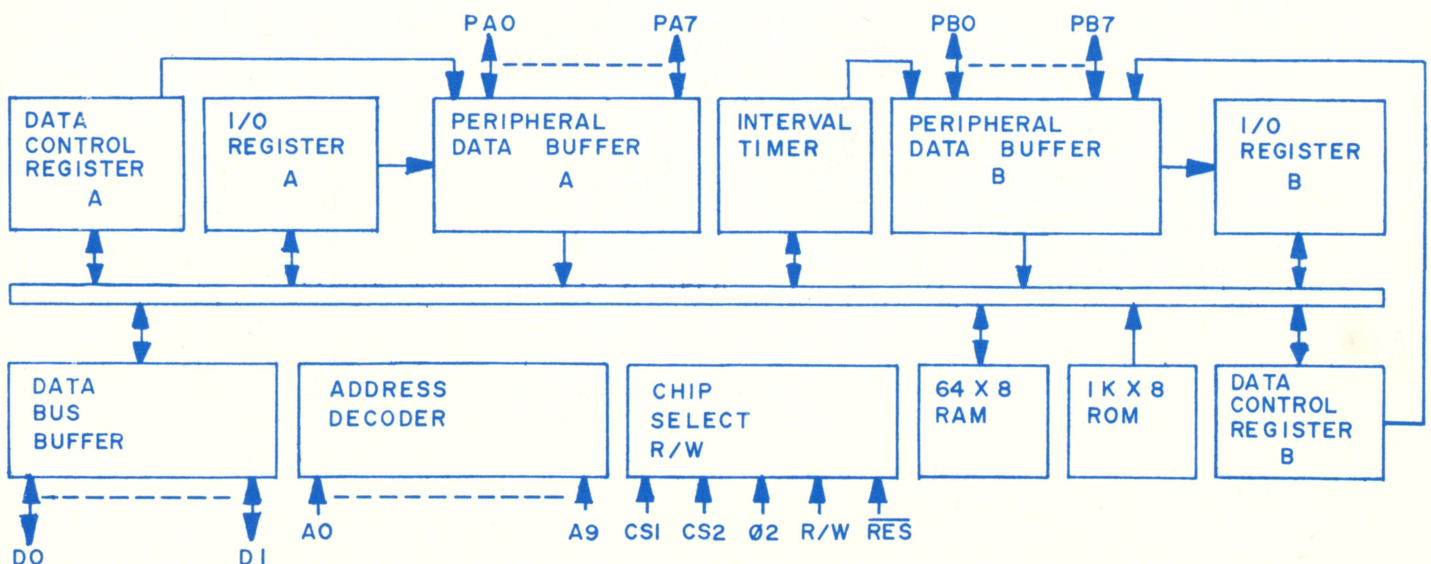 PA0 PA7 PB0 PB7
DATA
CONTROL
REGISTER
A
I/O
REGISTER
A
PERIPHERAL
DATA BUFFER
A
INTERVAL
TIMER
PERIPHERAL
DATA BUFFER
B
I/O
REGISTER
B
DATA
BUS
BUFFER
ADDRESS
DECODER
CHIP
SELECT
R/W
64 X 8
RAM
1K X 8
ROM
DATA
CONTROL
REGISTER
B
D0 D1 A0 A9 CS1 CS2 Ø2 R/W R̅E̅S̅